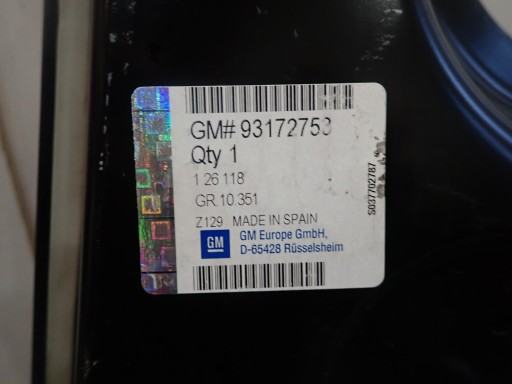 GM# 93172753
Qty 1
1 26 118
GR.10.351
Z129 MADE IN SPAIN
GM
GM Europe GmbH,
D-65428 Rüsselsheim
S037702787